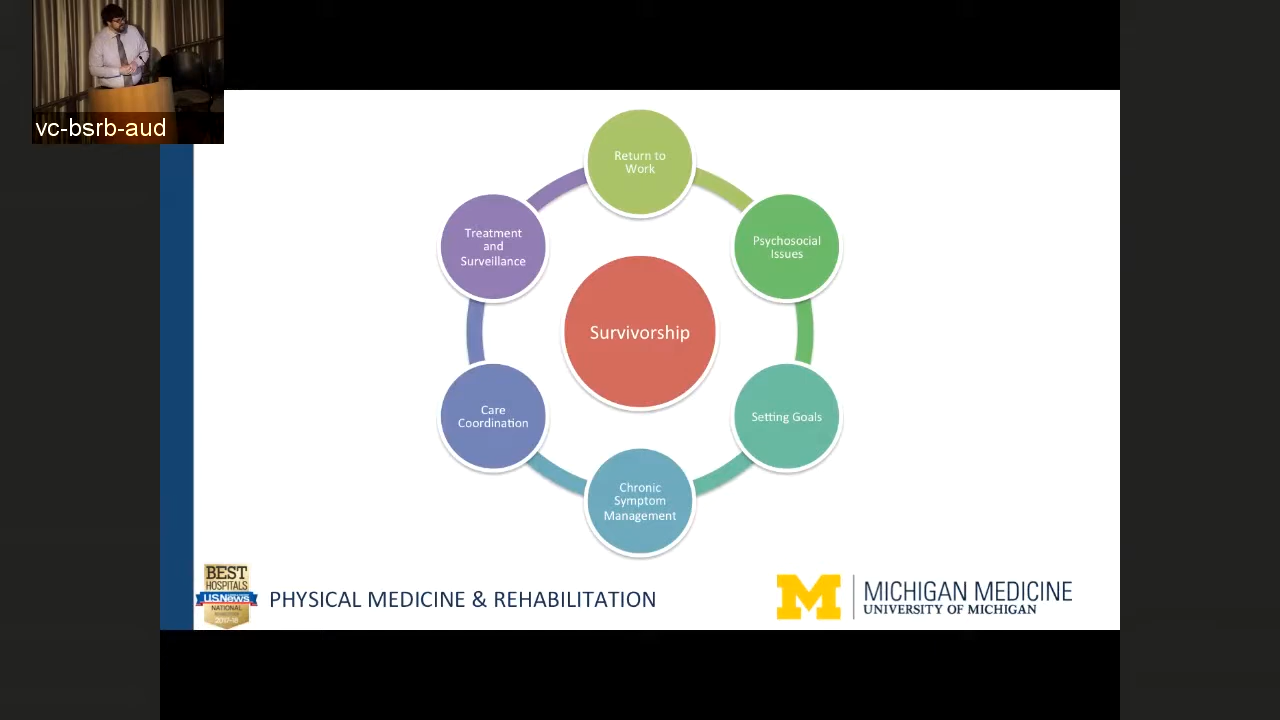 vc-bsrb-aud
Return to
Work
Treatment
and
Surveillance
Psychosocial
Issues
Survivorship
Care
Coordination
Setting Goals
Chronic
Symptom
Management
BEST
HOSPITALS
U.S.News
NATIONAL
REHABILITATION
2017-18
PHYSICAL MEDICINE & REHABILITATION
M
MICHIGAN MEDICINE
UNIVERSITY OF MICHIGAN